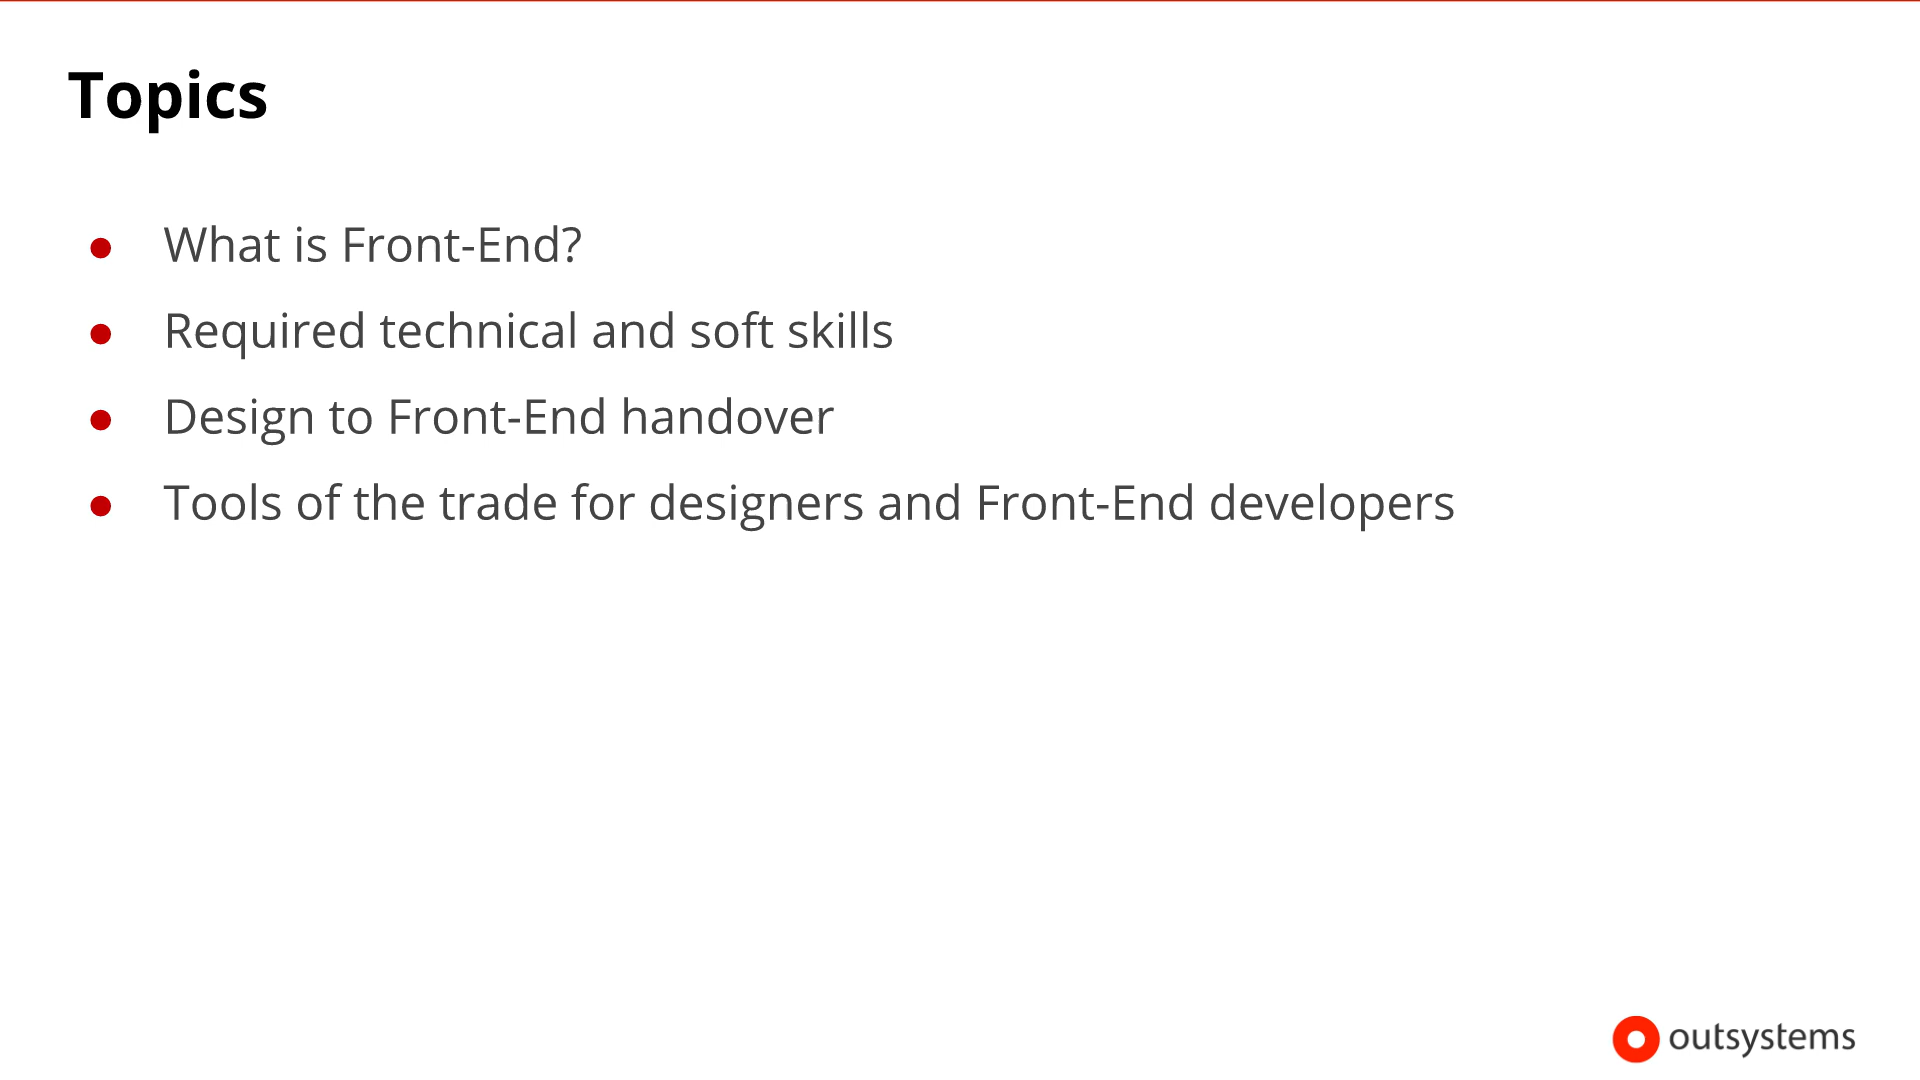 Topics
● What is Front-End?
● Required technical and soft skills
● Design to Front-End handover
● Tools of the trade for designers and Front-End developers
outsystems